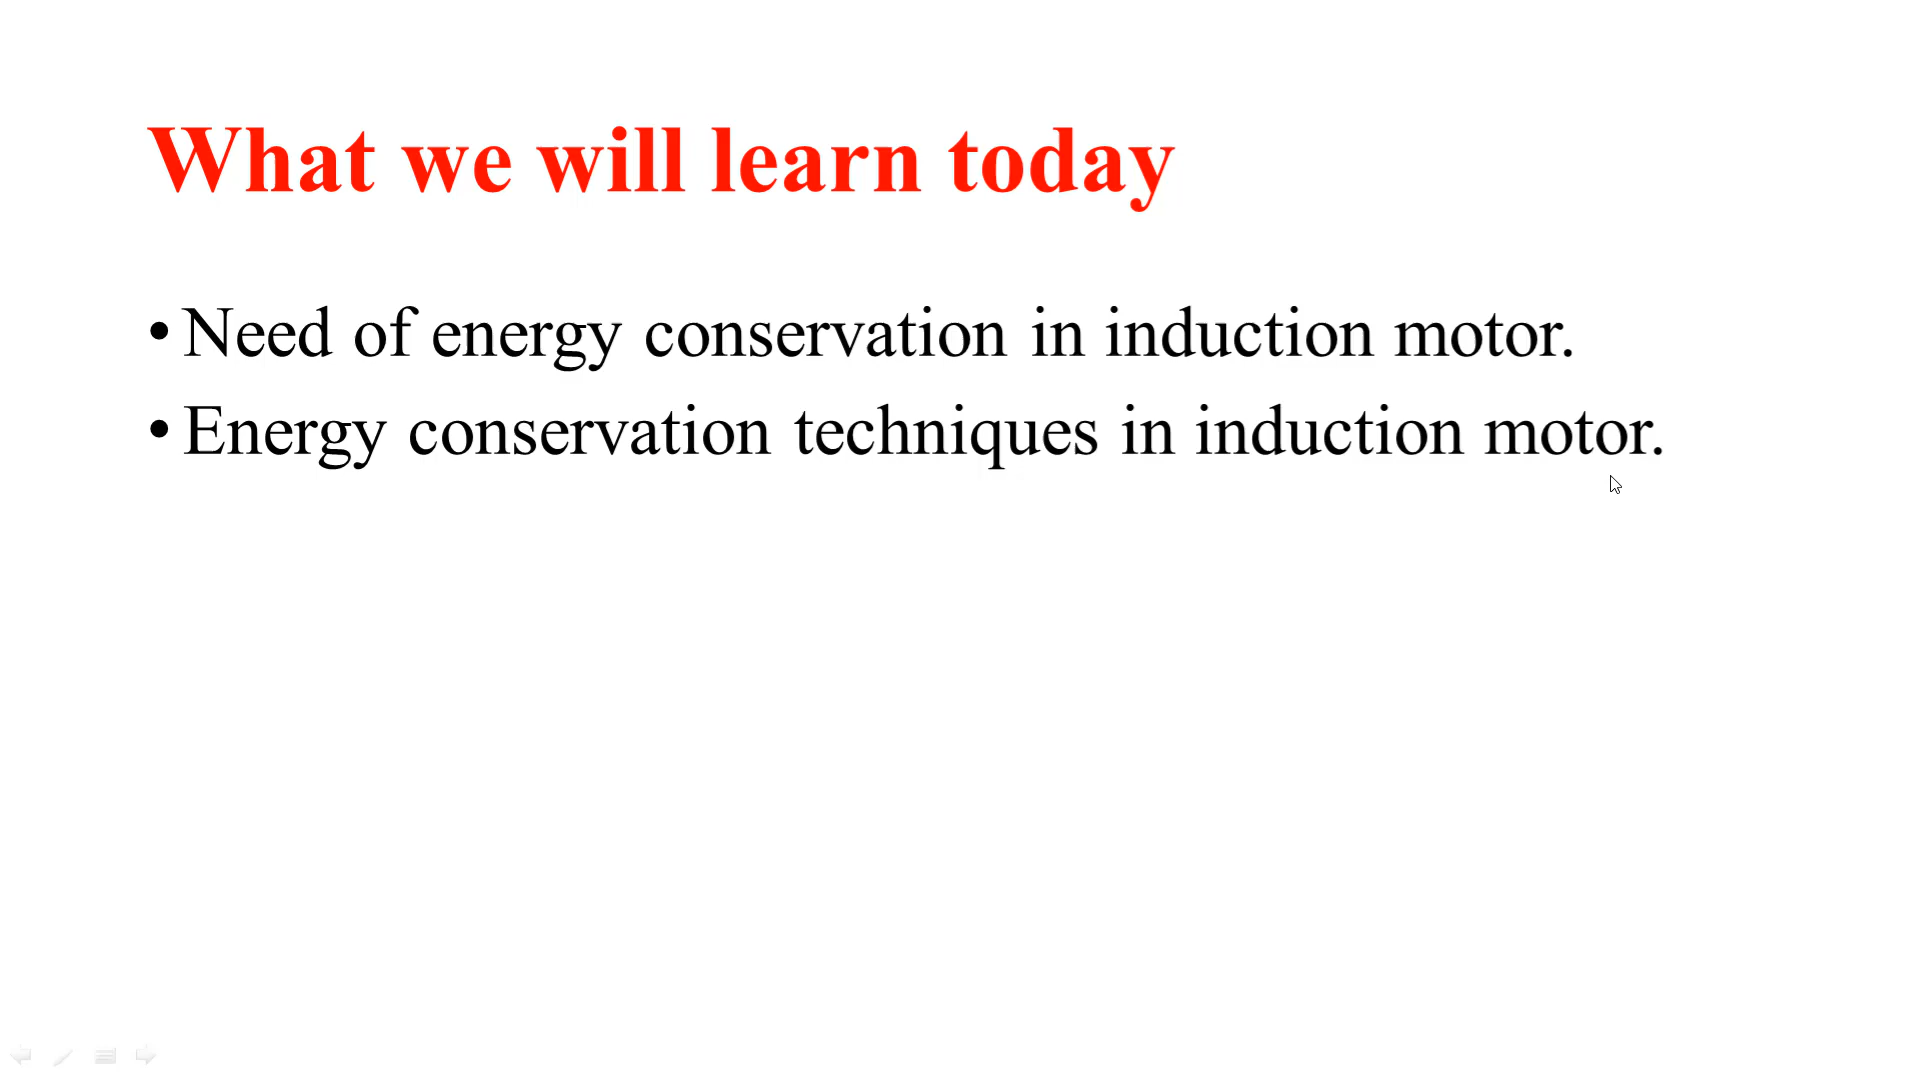 What we will learn today
• Need of energy conservation in induction motor.
• Energy conservation techniques in induction motor.